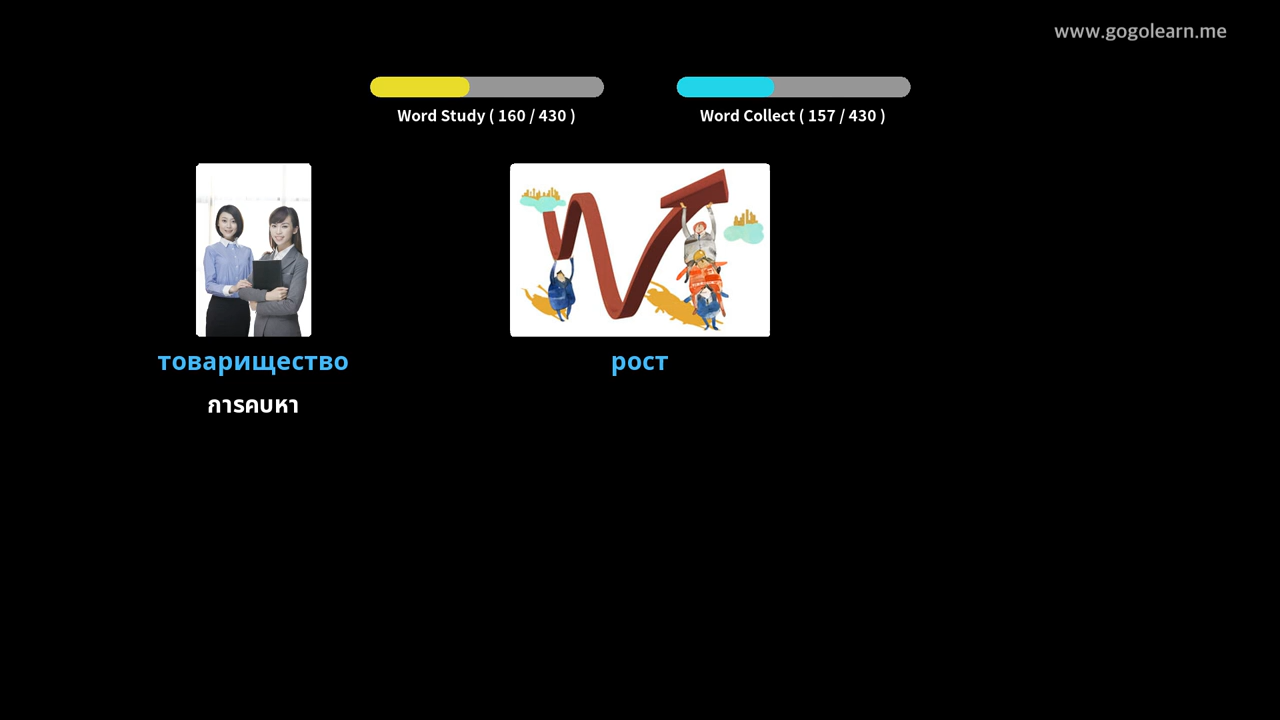 www.gogolearn.me
Word Study ( 160 / 430 )
Word Collect ( 157 / 430 )
товарищество
рост
การคบหา